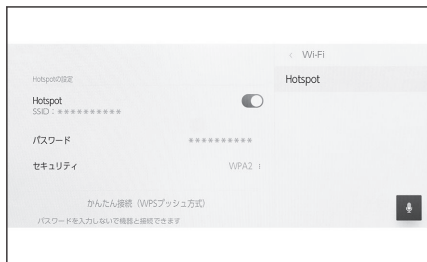 Wi-Fi
Hotspotの設定
Hotspot
Hotspot
SSID：**********
パスワード
**********
セキュリティ
WPA2
かんたん接続（WPSプッシュ方式）
パスワードを入力しないで機器と接続できます